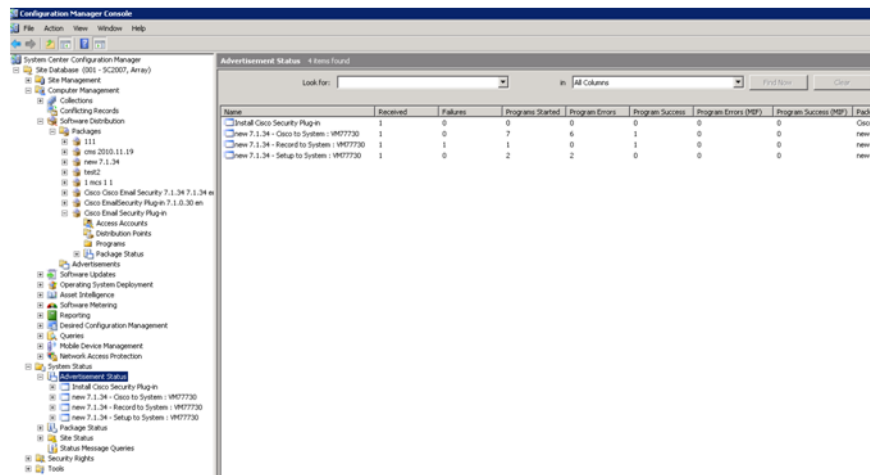 Configuration Manager Console
File Action View Window Help
System Center Configuration Manager
Site Database (001 - SC2007, Array)
Site Management
Computer Management
Collections
Conflicting Records
Software Distribution
Packages
111
cms 2010.11.19
new 7.1.34
test2
1 mcs 1 1
Cisco Cisco Email Security 7.1.34 7.1.34 en
Cisco EmailSecurity Plug-in 7.1.0.30 en
Cisco Email Security Plug-in
Access Accounts
Distribution Points
Programs
Package Status
Advertisements
Software Updates
Operating System Deployment
Asset Intelligence
Software Metering
Reporting
Desired Configuration Management
Queries
Mobile Device Management
Network Access Protection
System Status
Advertisement Status
Install Cisco Security Plug-in
new 7.1.34 - Cisco to System : VM77730
new 7.1.34 - Record to System : VM77730
new 7.1.34 - Setup to System : VM77730
Package Status
Site Status
Status Message Queries
Security Rights
Tools
Advertisement Status 4 items found
Look for: in All Columns Find Now Clear
Name Received Failures Programs Started Program Errors Program Success Program Errors (MIF) Program Success (MIF) Pack
Install Cisco Security Plug-in 1 0 0 0 0 0 0 Cisco
new 7.1.34 - Cisco to System : VM77730 1 0 7 6 1 0 0 new
new 7.1.34 - Record to System : VM77730 1 1 1 0 1 0 0 new
new 7.1.34 - Setup to System : VM77730 1 0 2 2 0 0 0 new